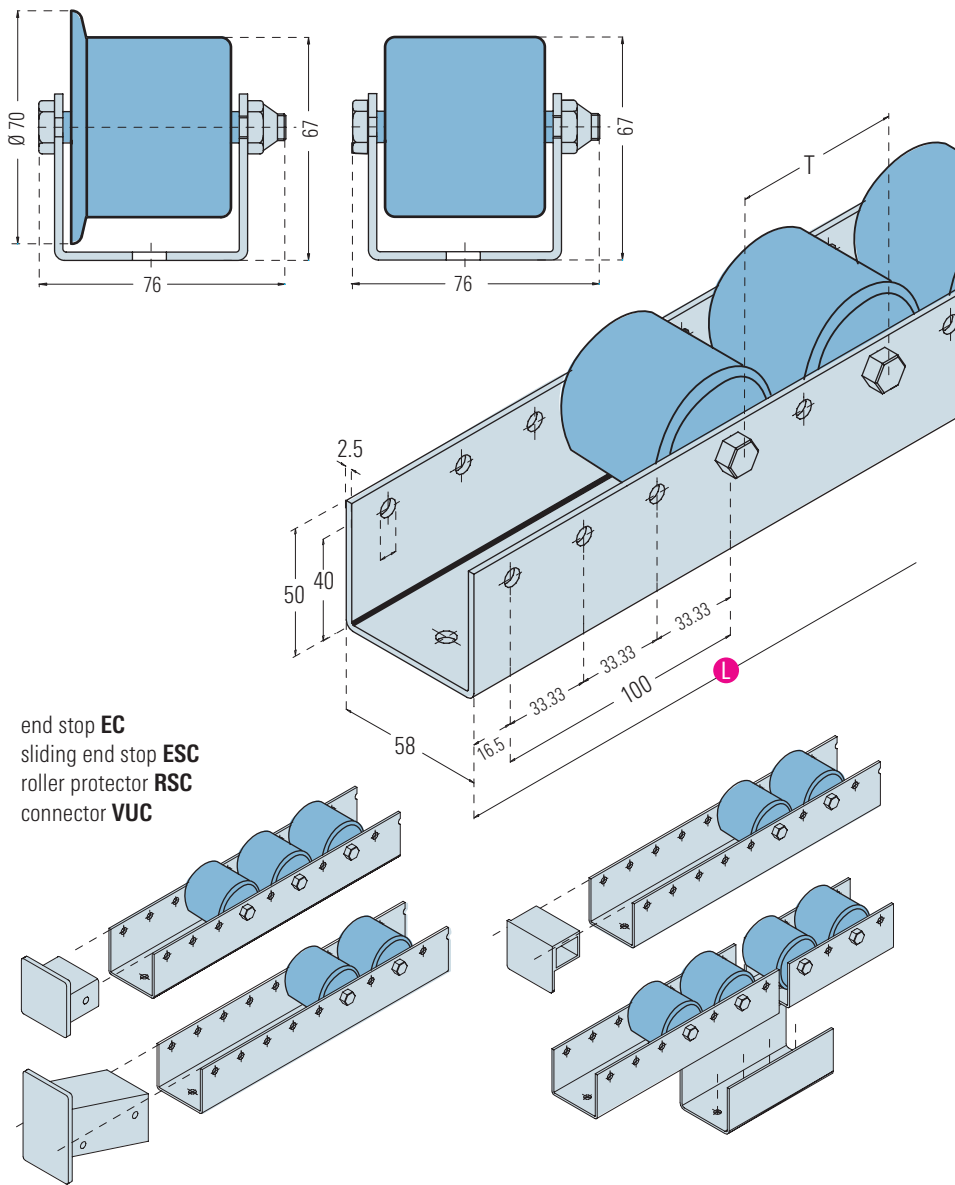 Ø 70
67
76
67
76
T
2.5
50
40
33.33
33.33
33.33
100
L
16.5
58
end stop EC
sliding end stop ESC
roller protector RSC
connector VUC